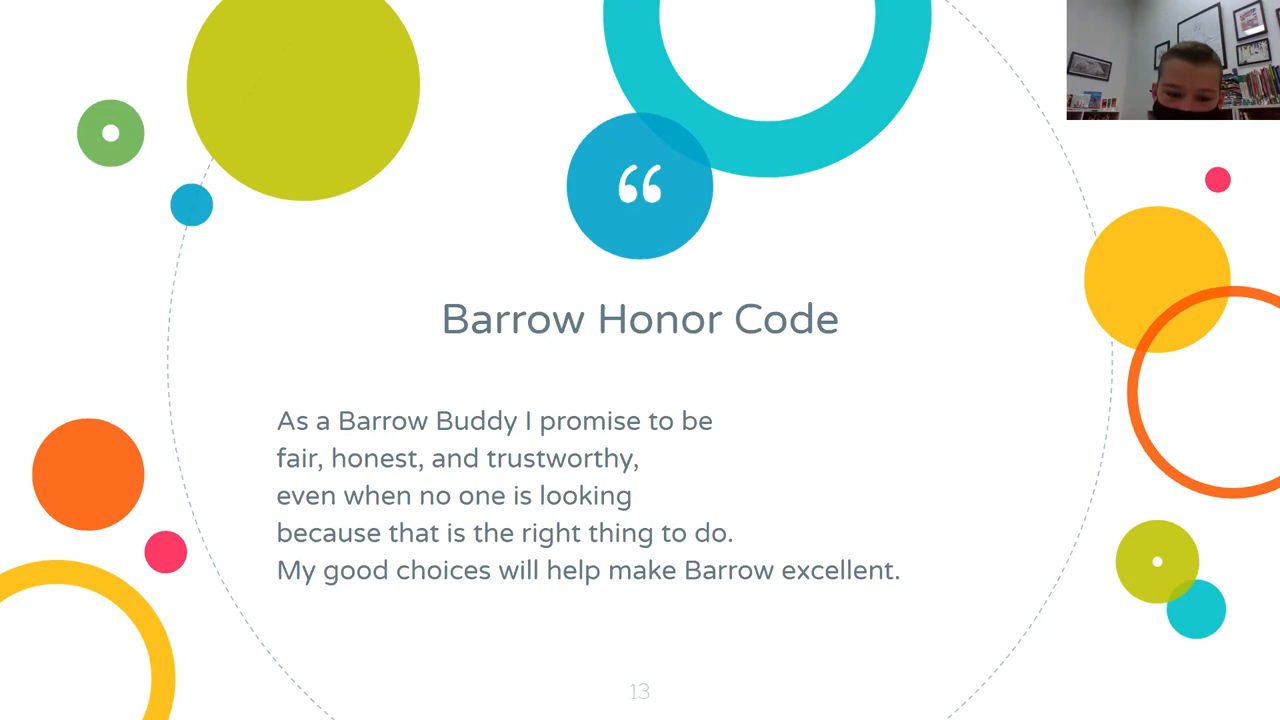 “
Barrow Honor Code
As a Barrow Buddy I promise to be
fair, honest, and trustworthy,
even when no one is looking
because that is the right thing to do.
My good choices will help make Barrow excellent.
13